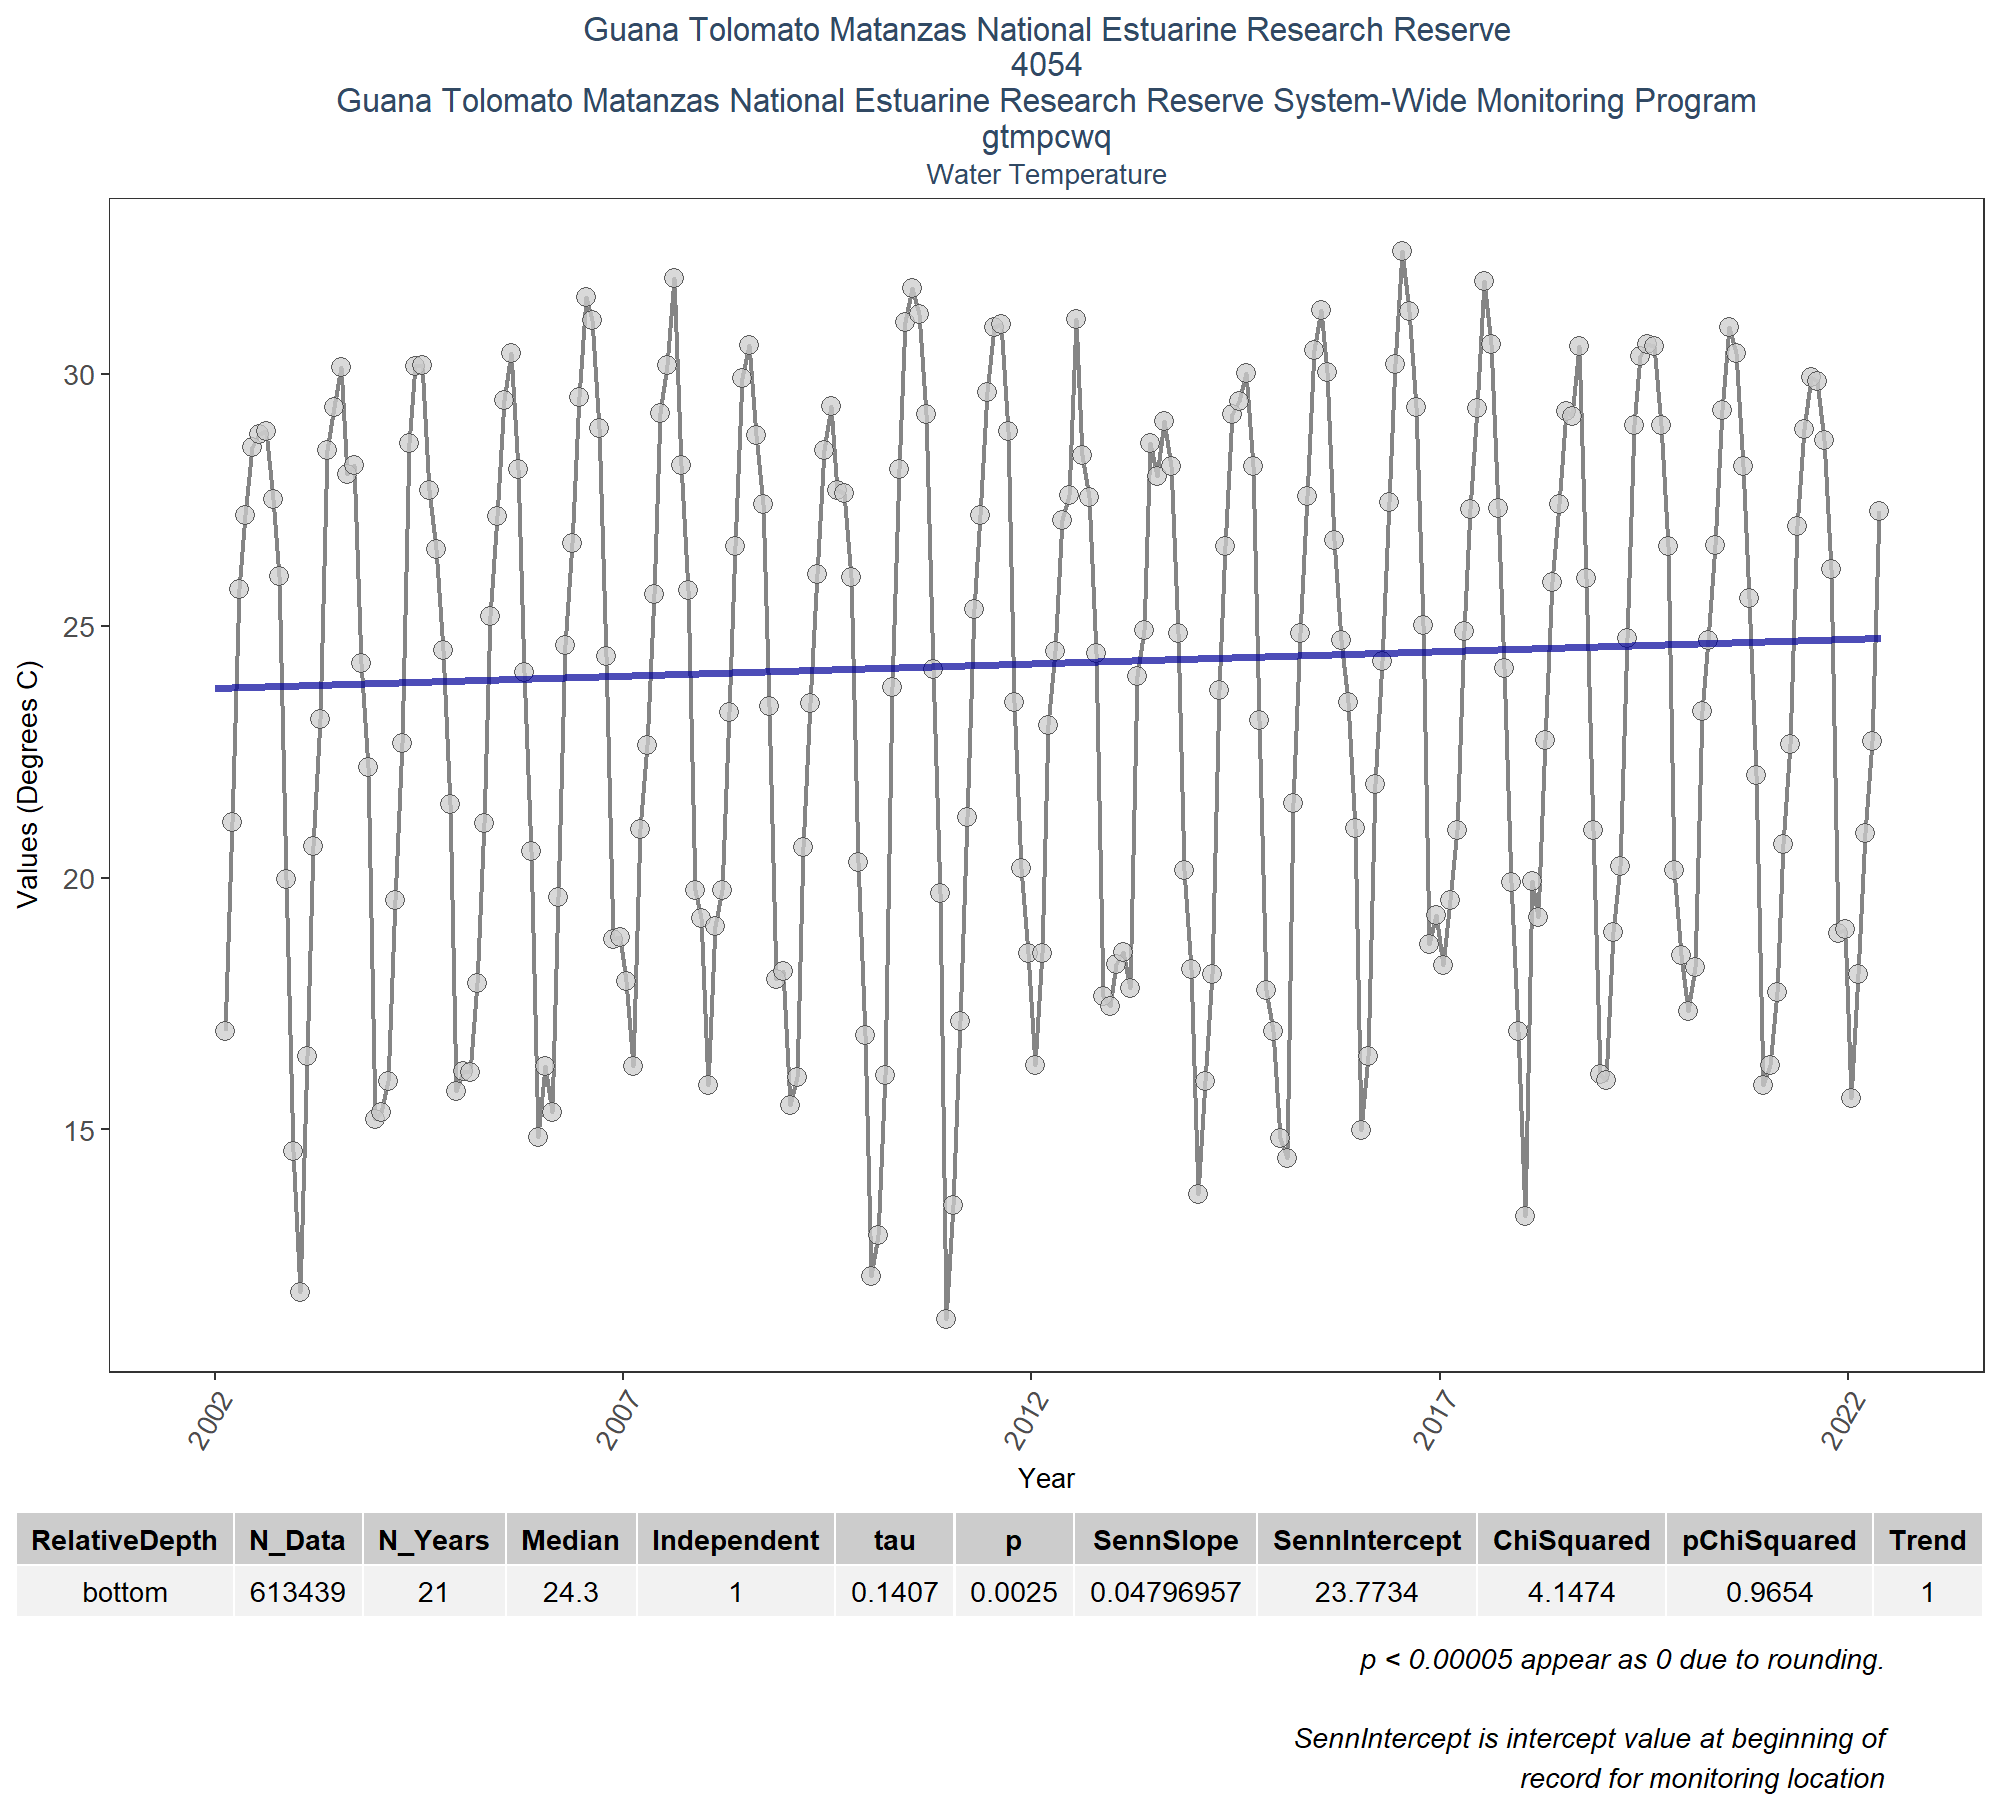 Guana Tolomato Matanzas National Estuarine Research Reserve
4054
Guana Tolomato Matanzas National Estuarine Research Reserve System-Wide Monitoring Program
gtmpcwq
Water Temperature
Values (Degrees C)
30
25
20
15
2002 2007 2012 2017 2022
Year
RelativeDepth N_Data N_Years Median Independent tau p SennSlope SennIntercept ChiSquared pChiSquared Trend
bottom 613439 21 24.3 1 0.1407 0.0025 0.04796957 23.7734 4.1474 0.9654 1
p < 0.00005 appear as 0 due to rounding.
SennIntercept is intercept value at beginning of
record for monitoring location